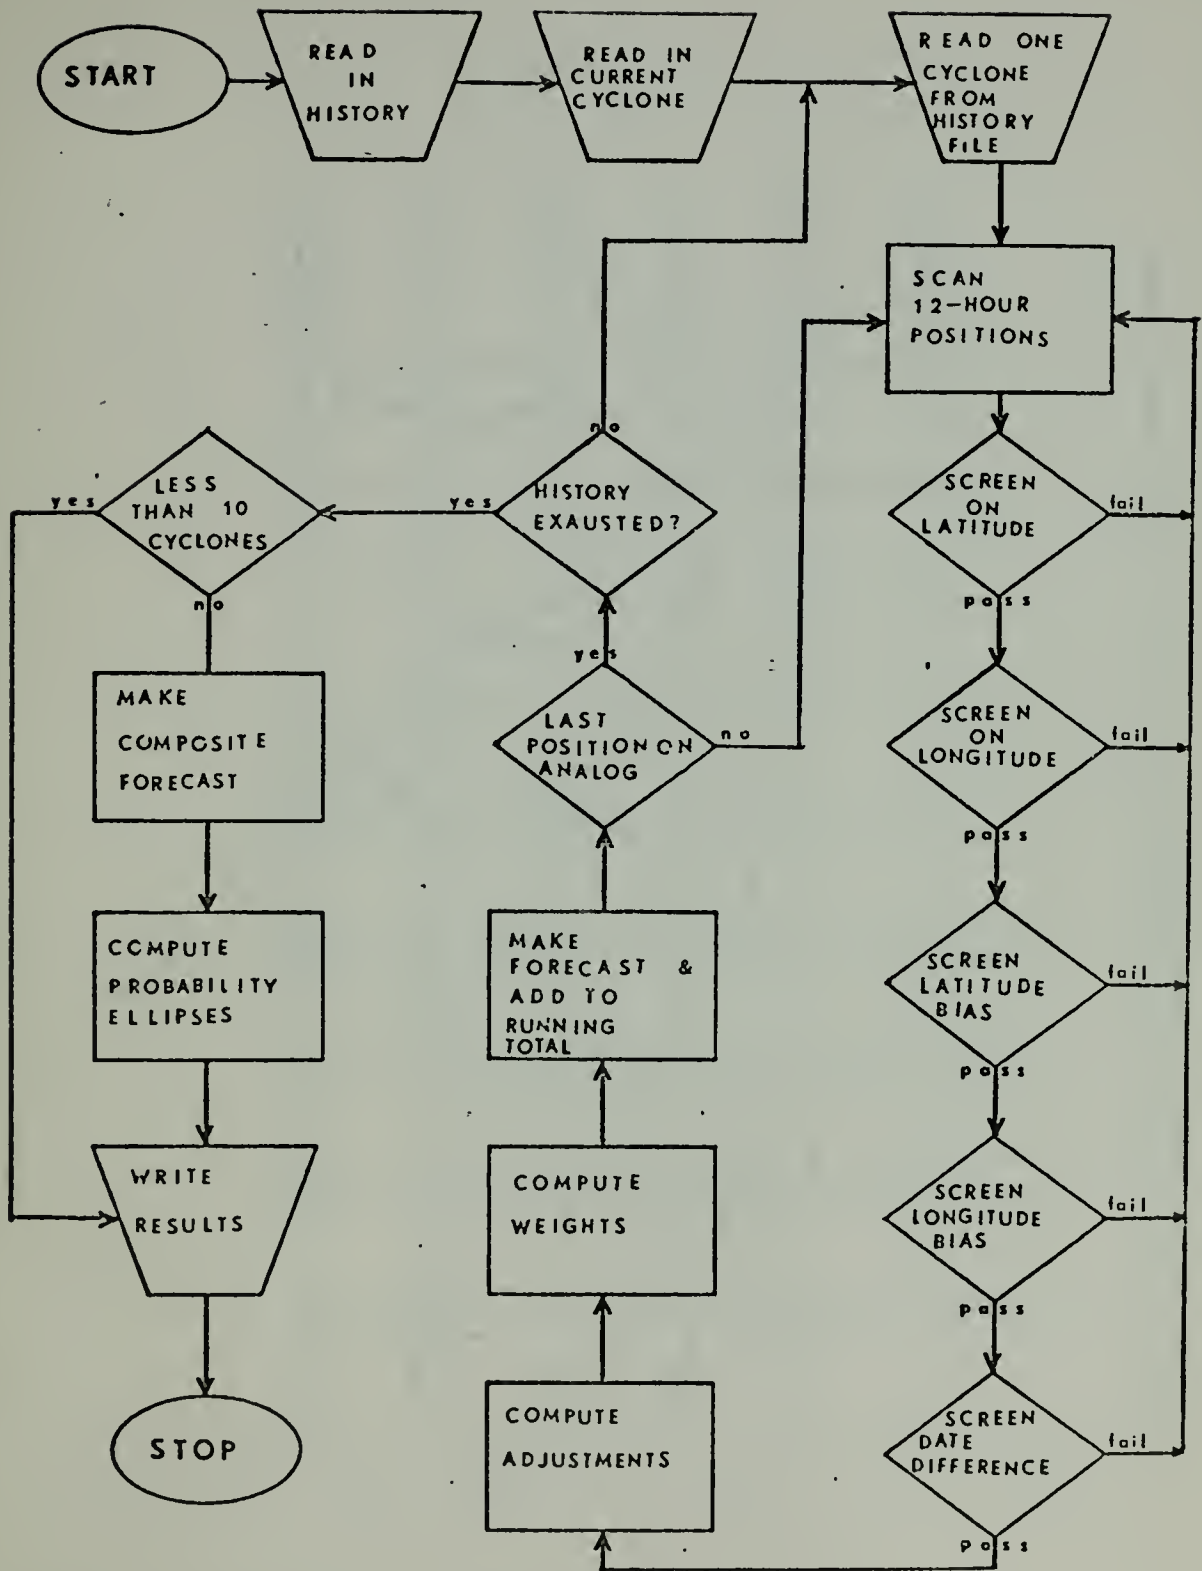 START
READ
IN
HISTORY
READ IN
CURRENT
CYCLONE
READ ONE
CYCLONE
FROM
HISTORY
FILE
SCAN
12-HOUR
POSITIONS
SCREEN
ON
LATITUDE
fail
pass
SCREEN
ON
LONGITUDE
fail
pass
SCREEN
LATITUDE
BIAS
fail
pass
SCREEN
LONGITUDE
BIAS
fail
pass
SCREEN
DATE
DIFFERENCE
fail
pass
COMPUTE
ADJUSTMENTS
COMPUTE
WEIGHTS
MAKE
FORECAST &
ADD TO
RUNNING
TOTAL
LAST
POSITION ON
ANALOG
no
yes
HISTORY
EXAUSTED?
no
yes
LESS
THAN 10
CYCLONES
yes
no
MAKE
COMPOSITE
FORECAST
COMPUTE
PROBABILITY
ELLIPSES
WRITE
RESULTS
STOP